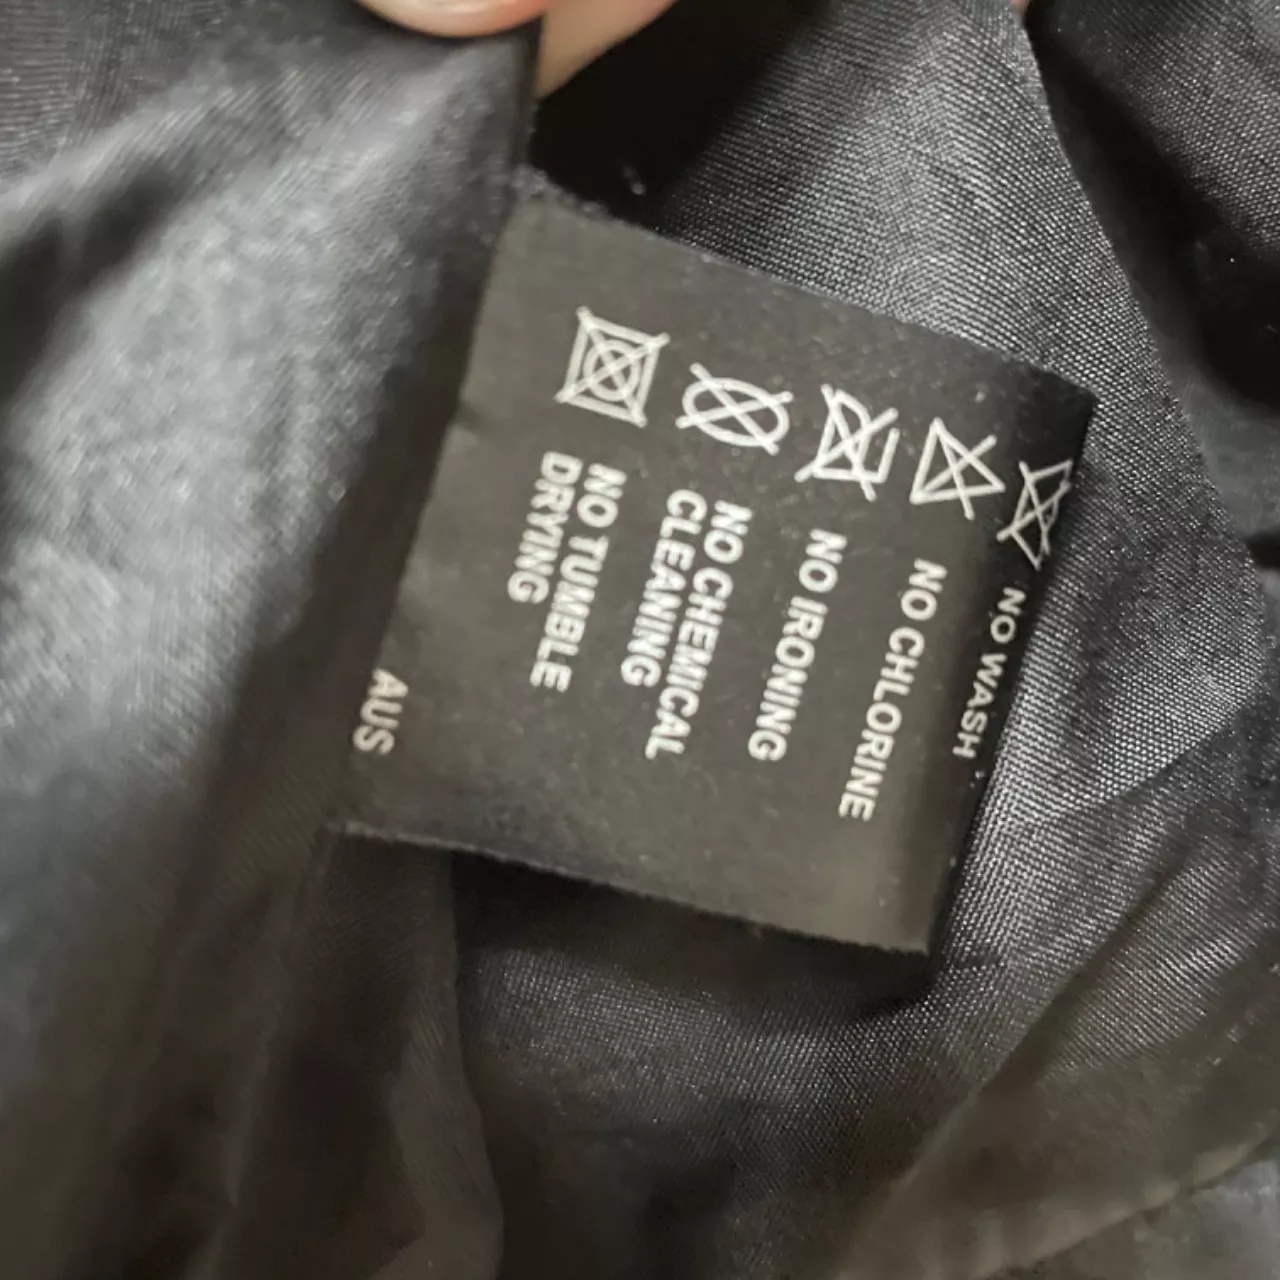 NO WASH
NO CHLORINE
NO IRONING
NO CHEMICAL
CLEANING
NO TUMBLE
DRYING
AUS